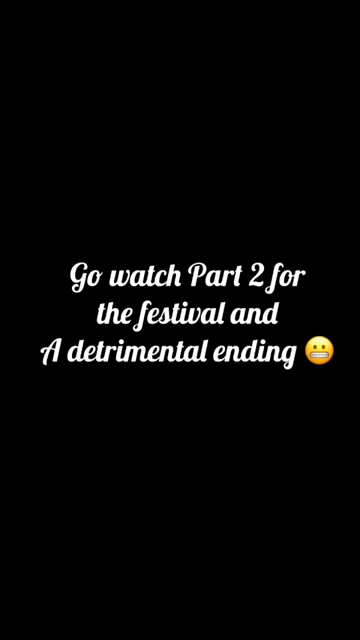 Go watch Part 2 for
the festival and
A detrimental ending 😬